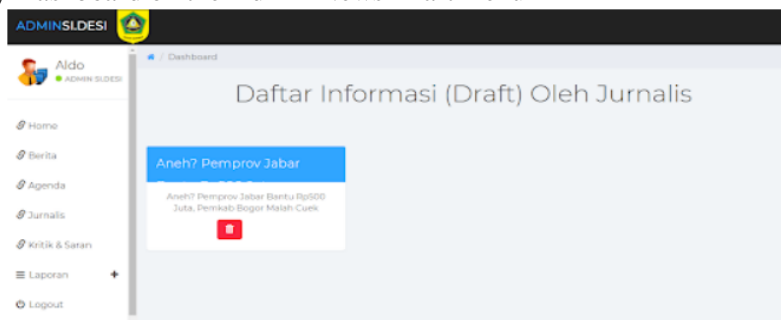 ADMINSI.DESI
Aldo
ADMIN SI.DESI
/ Dashboard
Daftar Informasi (Draft) Oleh Jurnalis
Home
Berita
Agenda
Jurnalis
Kritik & Saran
Laporan +
Logout
Aneh? Pemprov Jabar
Aneh? Pemprov Jabar Bantu Rp500
Juta, Pemkab Bogor Malah Cuek